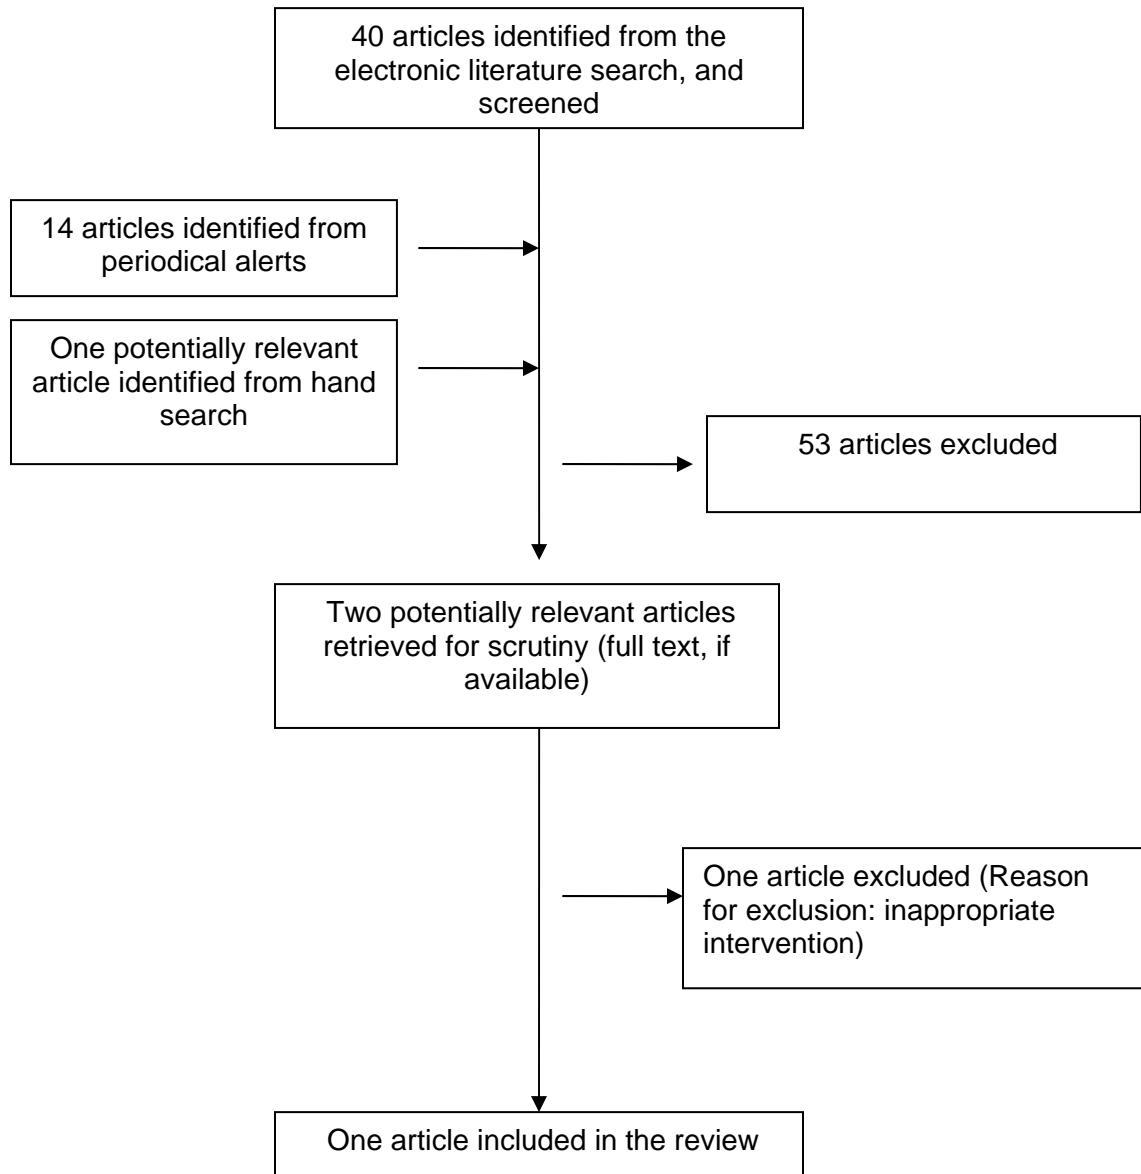 40 articles identified from the
electronic literature search, and
screened
14 articles identified from
periodical alerts
One potentially relevant
article identified from hand
search
53 articles excluded
Two potentially relevant articles
retrieved for scrutiny (full text, if
available)
One article excluded (Reason
for exclusion: inappropriate
intervention)
One article included in the review